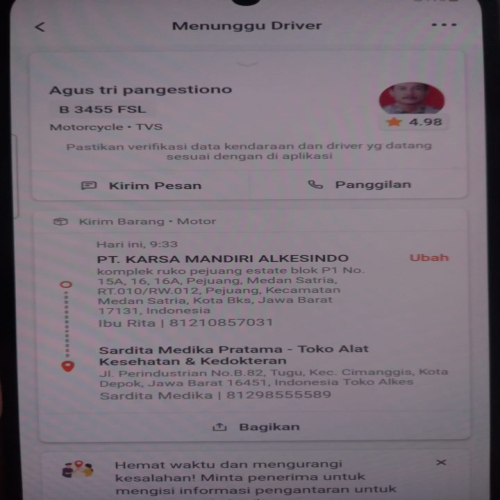 Menunggu Driver
Agus tri pangestiono
B 3455 FSL
Motorcycle • TVS
4.98
Pastikan verifikasi data kendaraan dan driver yg datang
sesuai dengan di aplikasi
Kirim Pesan
Panggilan
Kirim Barang • Motor
Hari ini, 9:33
PT. KARSA MANDIRI ALKESINDO
Ubah
komplek ruko pejuang estate blok P1 No.
15A, 16, 16A, Pejuang, Medan Satria,
RT.010/RW.012, Pejuang, Kecamatan
Medan Satria, Kota Bks, Jawa Barat
17131, Indonesia
Ibu Rita | 81210857031
Sardita Medika Pratama - Toko Alat
Kesehatan & Kedokteran
Jl. Perindustrian No.B.82, Tugu, Kec. Cimanggis, Kota
Depok, Jawa Barat 16451, Indonesia Toko Alkes
Sardita Medika | 81298555589
Bagikan
Hemat waktu dan mengurangi
kesalahan! Minta penerima untuk
mengisi informasi pengantaran untuk